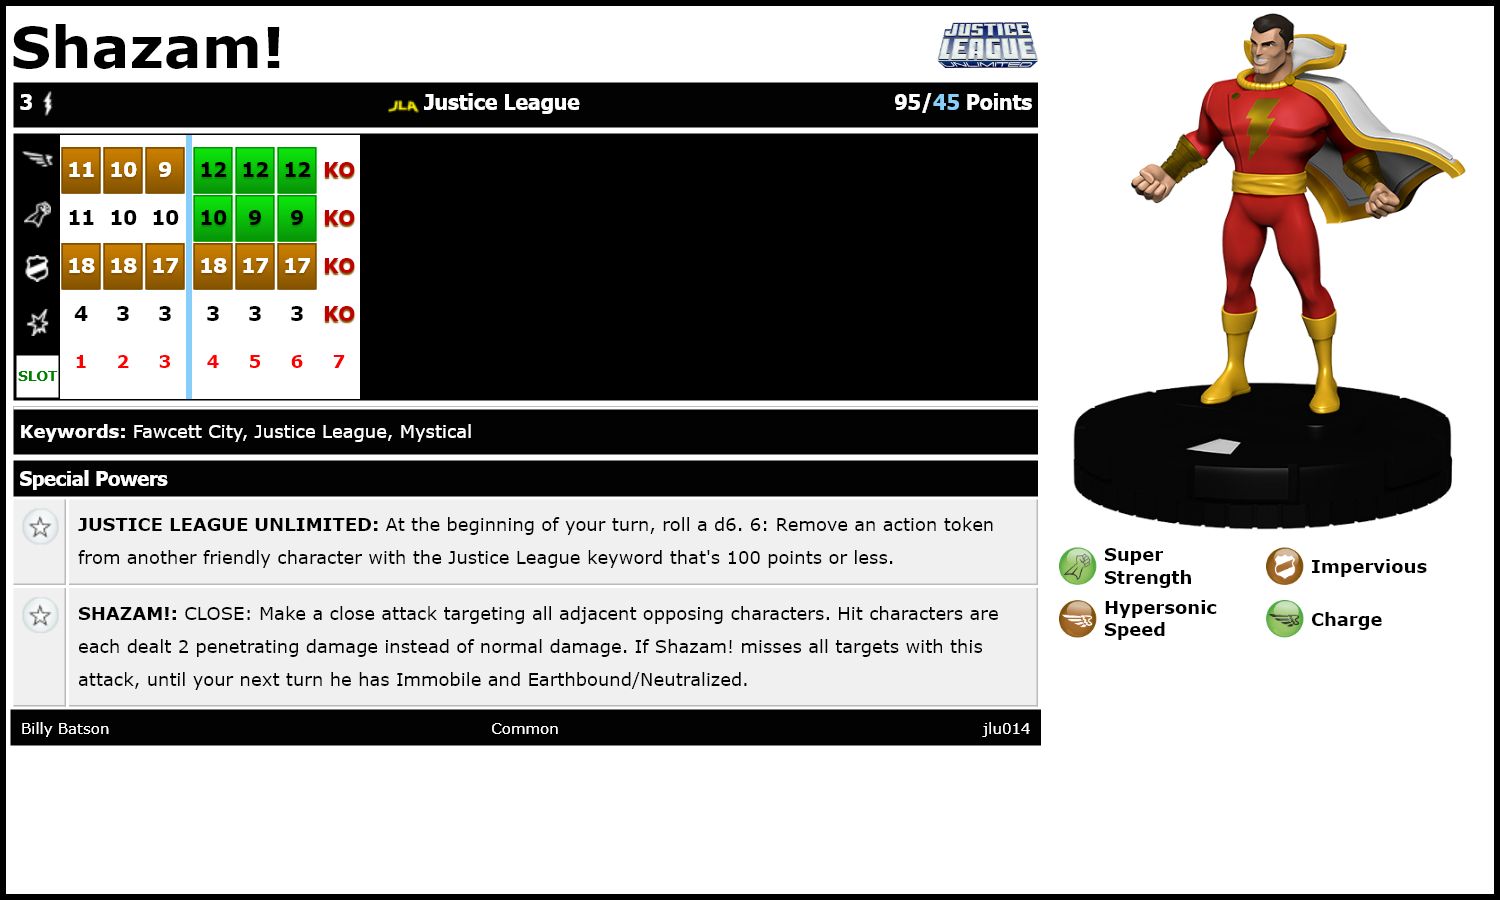 Shazam!
JUSTICE
LEAGUE
UNLIMITED
3 JLA Justice League 95/45 Points
11 10 9 12 12 12 KO
11 10 10 10 9 9 KO
18 18 17 18 17 17 KO
4 3 3 3 3 3 KO
SLOT 1 2 3 4 5 6 7
Keywords: Fawcett City, Justice League, Mystical
Special Powers
JUSTICE LEAGUE UNLIMITED: At the beginning of your turn, roll a d6. 6: Remove an action token
from another friendly character with the Justice League keyword that's 100 points or less.
SHAZAM!: CLOSE: Make a close attack targeting all adjacent opposing characters. Hit characters are
each dealt 2 penetrating damage instead of normal damage. If Shazam! misses all targets with this
attack, until your next turn he has Immobile and Earthbound/Neutralized.
Billy Batson Common jlu014
Super
Strength
Impervious
Hypersonic
Speed
Charge